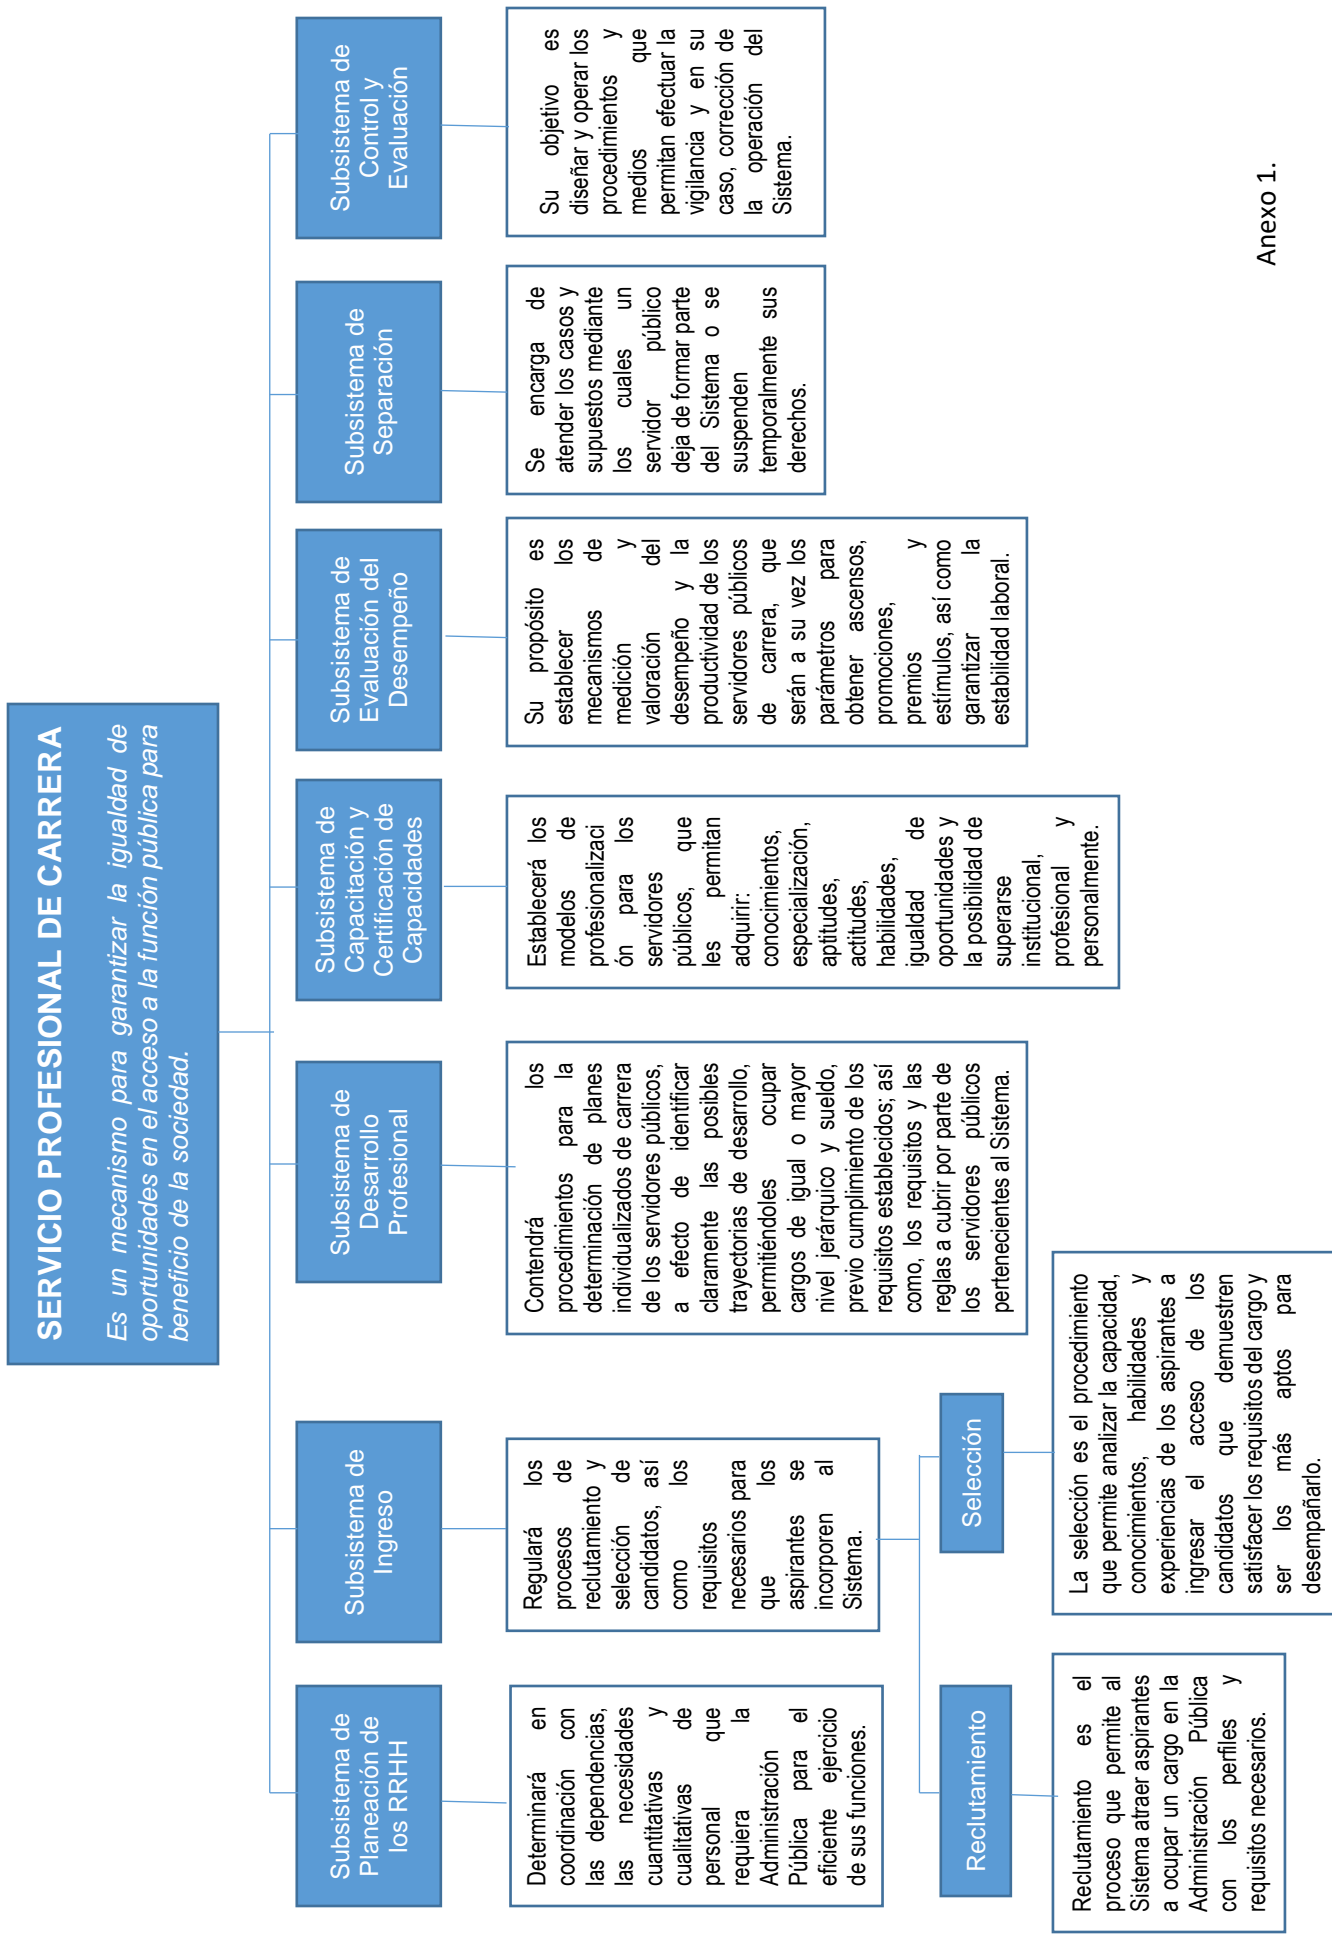 SERVICIO PROFESIONAL DE CARRERA
Es un mecanismo para garantizar la igualdad de
oportunidades en el acceso a la función pública para
beneficio de la sociedad.
Subsistema de
Planeación de
los RRHH
Determinará en
coordinación con
las dependencias,
las necesidades
cuantitativas y
cualitativas de
personal que
requiera la
Administración
Pública para el
eficiente ejercicio
de sus funciones.
Subsistema de
Ingreso
Regulará los
procesos de
reclutamiento y
selección de
candidatos, así
como los
requisitos
necesarios para
que los
aspirantes se
incorporen al
Sistema.
Reclutamiento
Reclutamiento es el
proceso que permite al
Sistema atraer aspirantes
a ocupar un cargo en la
Administración Pública
con los perfiles y
requisitos necesarios.
Selección
La selección es el procedimiento
que permite analizar la capacidad,
conocimientos, habilidades y
experiencias de los aspirantes a
ingresar el acceso de los
candidatos que demuestren
satisfacer los requisitos del cargo y
ser los más aptos para
desempañarlo.
Subsistema de
Desarrollo
Profesional
Contendrá los
procedimientos para la
determinación de planes
individualizados de carrera
de los servidores públicos,
a efecto de identificar
claramente las posibles
trayectorias de desarrollo,
permitiéndoles ocupar
cargos de igual o mayor
nivel jerárquico y sueldo,
previo cumplimiento de los
requisitos establecidos; así
como, los requisitos y las
reglas a cubrir por parte de
los servidores públicos
pertenecientes al Sistema.
Subsistema de
Capacitación y
Certificación de
Capacidades
Establecerá los
modelos de
profesionalizaci
ón para los
servidores
públicos, que
les permitan
adquirir:
conocimientos,
especialización,
aptitudes,
actitudes,
habilidades,
igualdad de
oportunidades y
la posibilidad de
superarse
institucional,
profesional y
personalmente.
Subsistema de
Evaluación del
Desempeño
Su propósito es
establecer los
mecanismos de
medición y
valoración del
desempeño y la
productividad de los
servidores públicos
de carrera, que
serán a su vez los
parámetros para
obtener ascensos,
promociones,
premios y
estímulos, así como
garantizar la
estabilidad laboral.
Subsistema de
Separación
Se encarga de
atender los casos y
supuestos mediante
los cuales un
servidor público
deja de formar parte
del Sistema o se
suspenden
temporalmente sus
derechos.
Subsistema de
Control y
Evaluación
Su objetivo es
diseñar y operar los
procedimientos y
medios que
permitan efectuar la
vigilancia y en su
caso, corrección de
la operación del
Sistema.
Anexo 1.